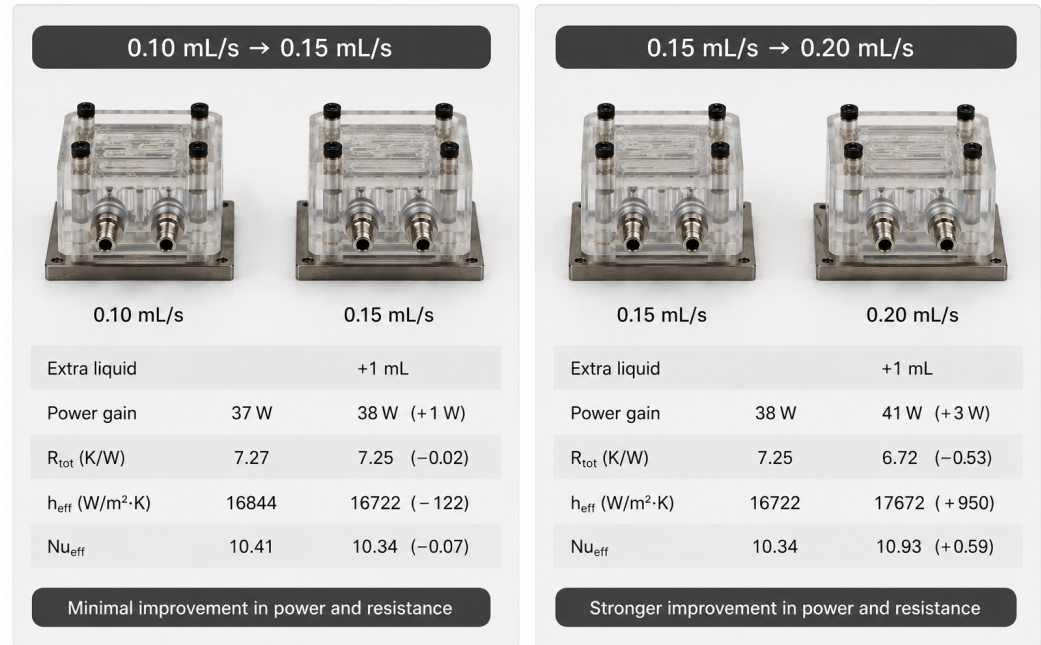 0.10 mL/s → 0.15 mL/s
0.10 mL/s 0.15 mL/s
Extra liquid +1 mL
Power gain 37 W 38 W (+1 W)
Rtot (K/W) 7.27 7.25 (−0.02)
heff (W/m²·K) 16844 16722 (−122)
Nueff 10.41 10.34 (−0.07)
Minimal improvement in power and resistance
0.15 mL/s → 0.20 mL/s
0.15 mL/s 0.20 mL/s
Extra liquid +1 mL
Power gain 38 W 41 W (+3 W)
Rtot (K/W) 7.25 6.72 (−0.53)
heff (W/m²·K) 16722 17672 (+950)
Nueff 10.34 10.93 (+0.59)
Stronger improvement in power and resistance